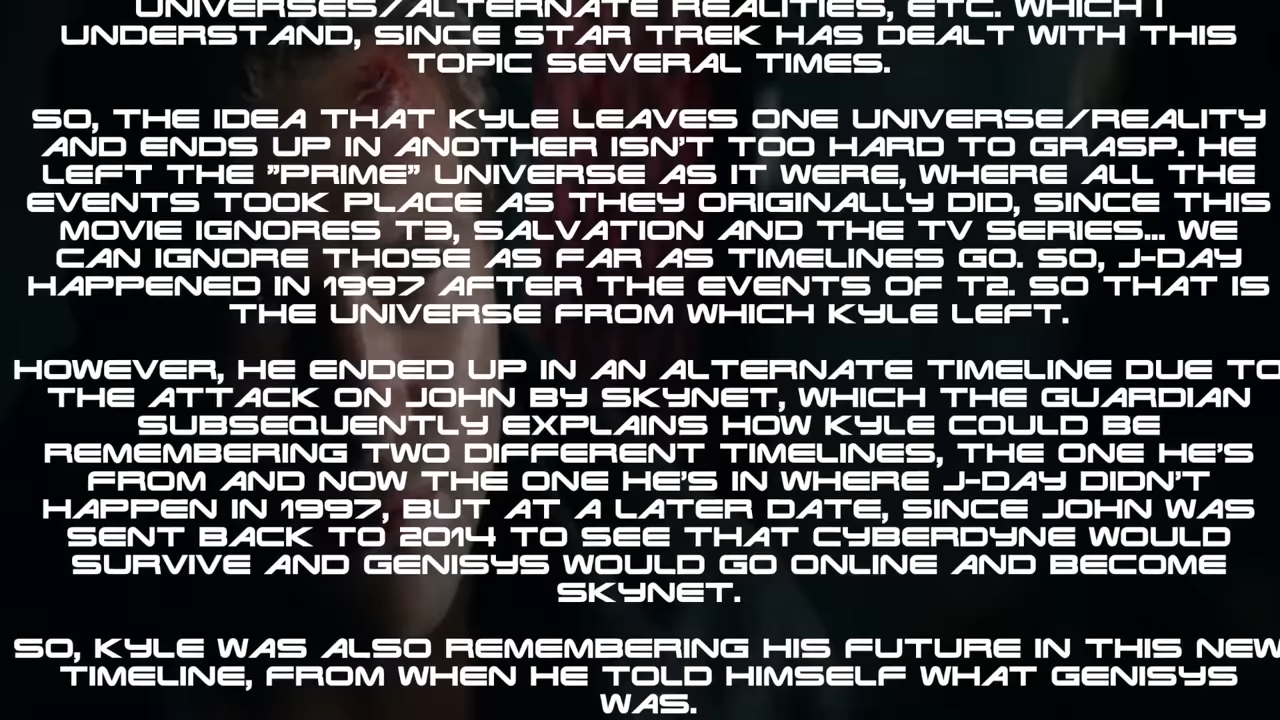 UNIVERSES/ALTERNATE REALITIES, ETC. WHICH I
UNDERSTAND, SINCE STAR TREK HAS DEALT WITH THIS
TOPIC SEVERAL TIMES.
SO, THE IDEA THAT KYLE LEAVES ONE UNIVERSE/REALITY
AND ENDS UP IN ANOTHER ISN'T TOO HARD TO GRASP. HE
LEFT THE "PRIME" UNIVERSE AS IT WERE, WHERE ALL THE
EVENTS TOOK PLACE AS THEY ORIGINALLY DID, SINCE THIS
MOVIE IGNORES T3, SALVATION AND THE TV SERIES... WE
CAN IGNORE THOSE AS FAR AS TIMELINES GO. SO, J-DAY
HAPPENED IN 1997 AFTER THE EVENTS OF T2. SO THAT IS
THE UNIVERSE FROM WHICH KYLE LEFT.
HOWEVER, HE ENDED UP IN AN ALTERNATE TIMELINE DUE TO
THE ATTACK ON JOHN BY SKYNET, WHICH THE GUARDIAN
SUBSEQUENTLY EXPLAINS HOW KYLE COULD BE
REMEMBERING TWO DIFFERENT TIMELINES, THE ONE HE'S
FROM AND NOW THE ONE HE'S IN WHERE J-DAY DIDN'T
HAPPEN IN 1997, BUT AT A LATER DATE, SINCE JOHN WAS
SENT BACK TO 2014 TO SEE THAT CYBERDYNE WOULD
SURVIVE AND GENISYS WOULD GO ONLINE AND BECOME
SKYNET.
SO, KYLE WAS ALSO REMEMBERING HIS FUTURE IN THIS NEW
TIMELINE, FROM WHEN HE TOLD HIMSELF WHAT GENISYS
WAS.